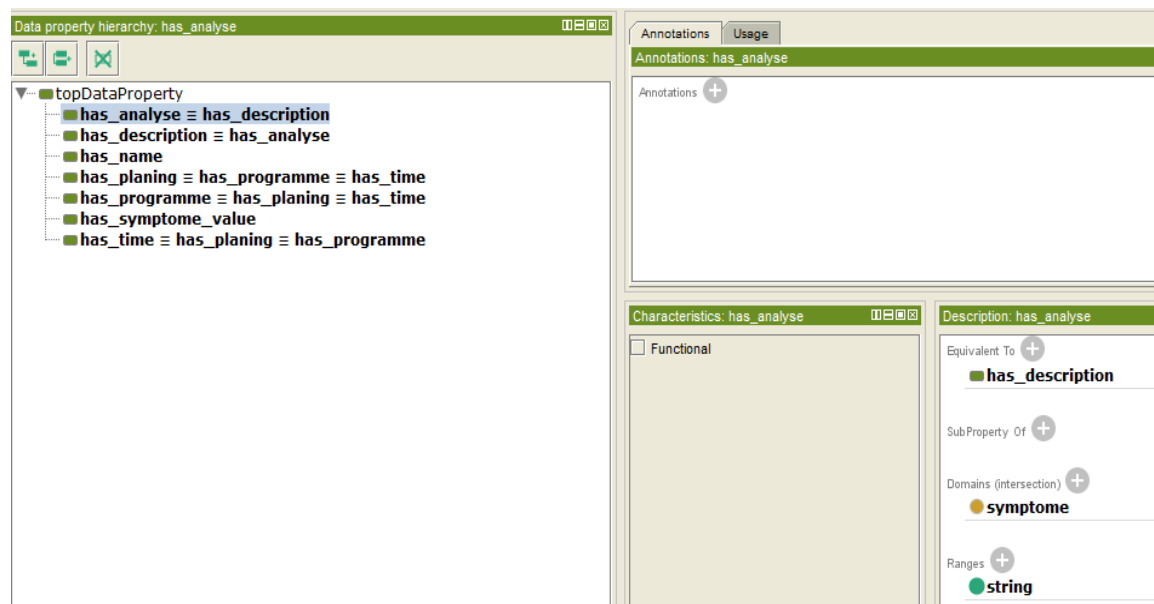 Data property hierarchy: has_analyse
topDataProperty
has_analyse ≡ has_description
has_description ≡ has_analyse
has_name
has_planing ≡ has_programme ≡ has_time
has_programme ≡ has_planing ≡ has_time
has_symptome_value
has_time ≡ has_planing ≡ has_programme
Annotations Usage
Annotations: has_analyse
Annotations
Characteristics: has_analyse
Functional
Description: has_analyse
Equivalent To
has_description
SubProperty Of
Domains (intersection)
symptome
Ranges
string